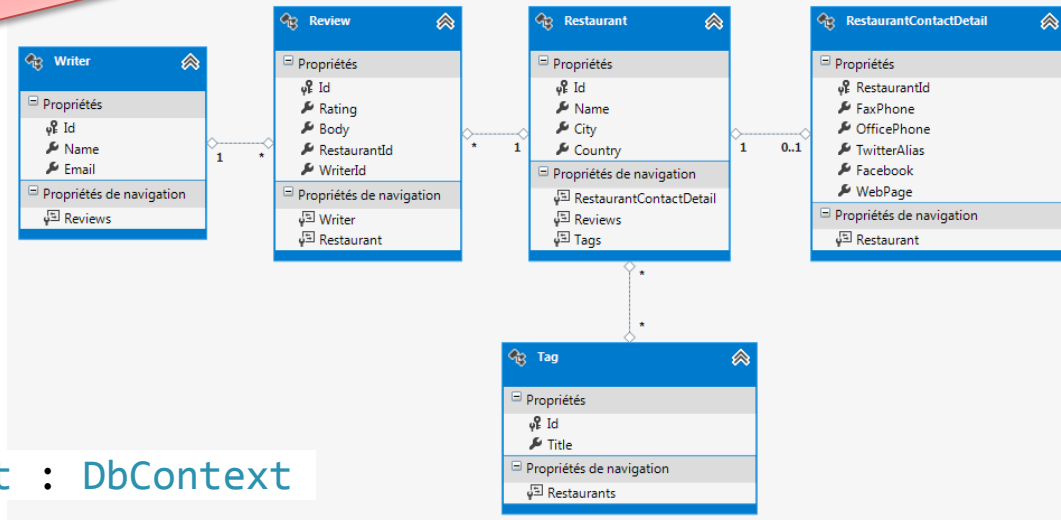 Writer
Propriétés
Id
Name
Email
Propriétés de navigation
Reviews
1
*
Review
Propriétés
Id
Rating
Body
RestaurantId
WriterId
Propriétés de navigation
Writer
Restaurant
*
1
Restaurant
Propriétés
Id
Name
City
Country
Propriétés de navigation
RestaurantContactDetail
Reviews
Tags
1
0..1
RestaurantContactDetail
Propriétés
RestaurantId
FaxPhone
OfficePhone
TwitterAlias
Facebook
WebPage
Propriétés de navigation
Restaurant
*
*
Tag
Propriétés
Id
Title
Propriétés de navigation
Restaurants
t : DbContext